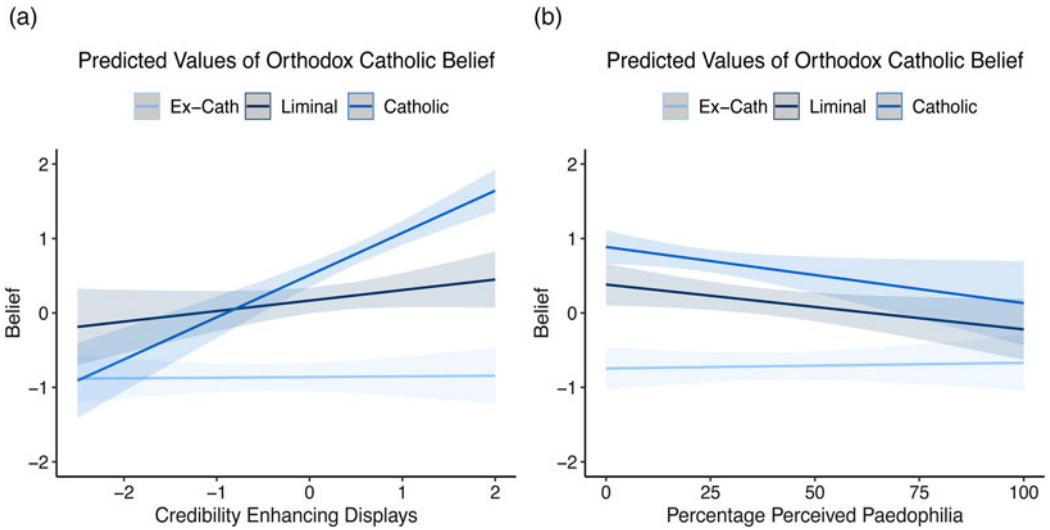 (a)
Predicted Values of Orthodox Catholic Belief
Ex−Cath Liminal Catholic
Belief
2
1
0
−1
−2
−2 −1 0 1 2
Credibility Enhancing Displays
(b)
Predicted Values of Orthodox Catholic Belief
Ex−Cath Liminal Catholic
Belief
2
1
0
−1
−2
0 25 50 75 100
Percentage Perceived Paedophilia